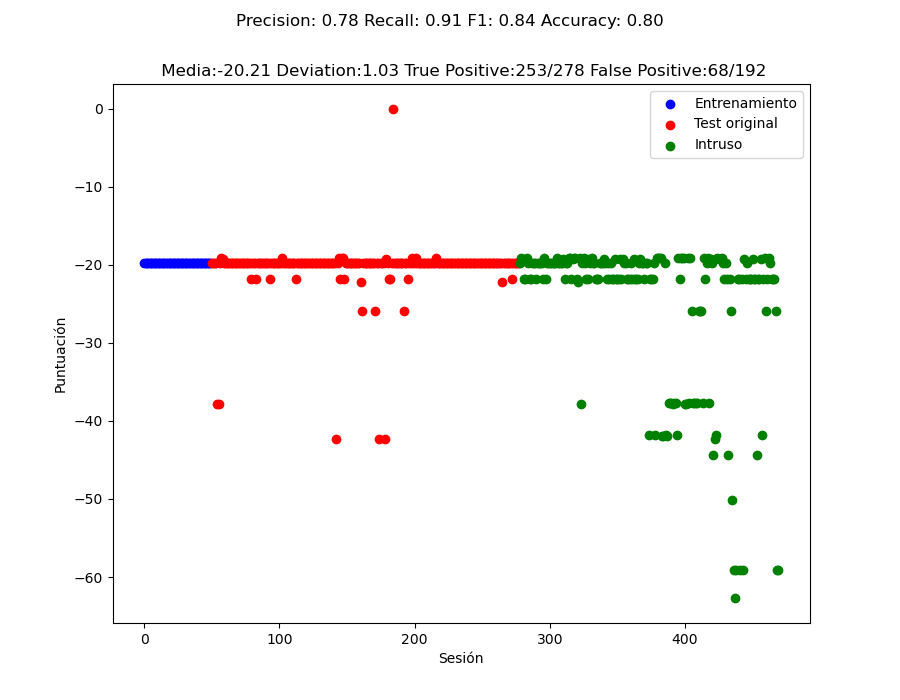 Precision: 0.78 Recall: 0.91 F1: 0.84 Accuracy: 0.80
Media:-20.21 Deviation:1.03 True Positive:253/278 False Positive:68/192
Entrenamiento
Test original
Intruso
0
−10
−20
−30
−40
−50
−60
Puntuación
0 100 200 300 400
Sesión